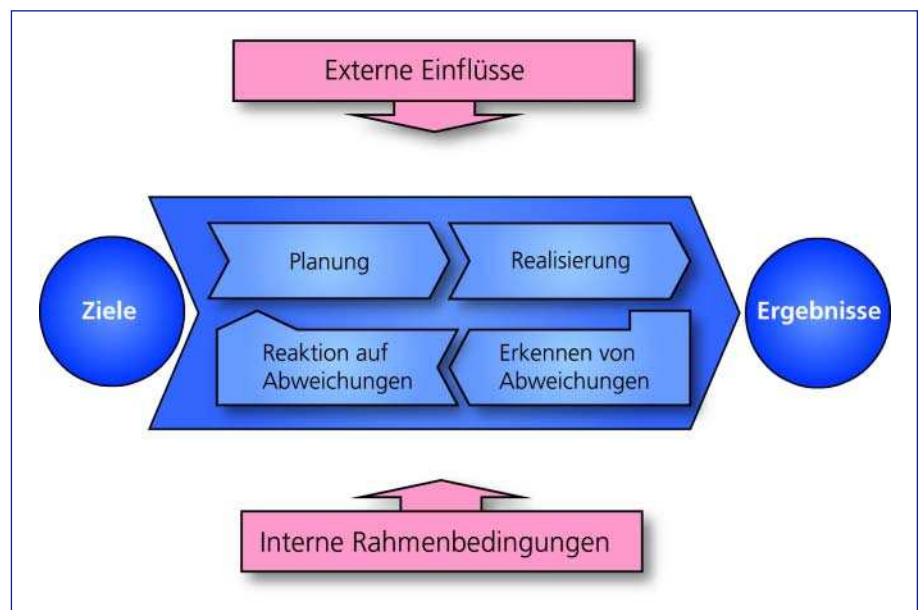 Externe Einflüsse
Planung
Realisierung
Ziele
Ergebnisse
Reaktion auf
Abweichungen
Erkennen von
Abweichungen
Interne Rahmenbedingungen